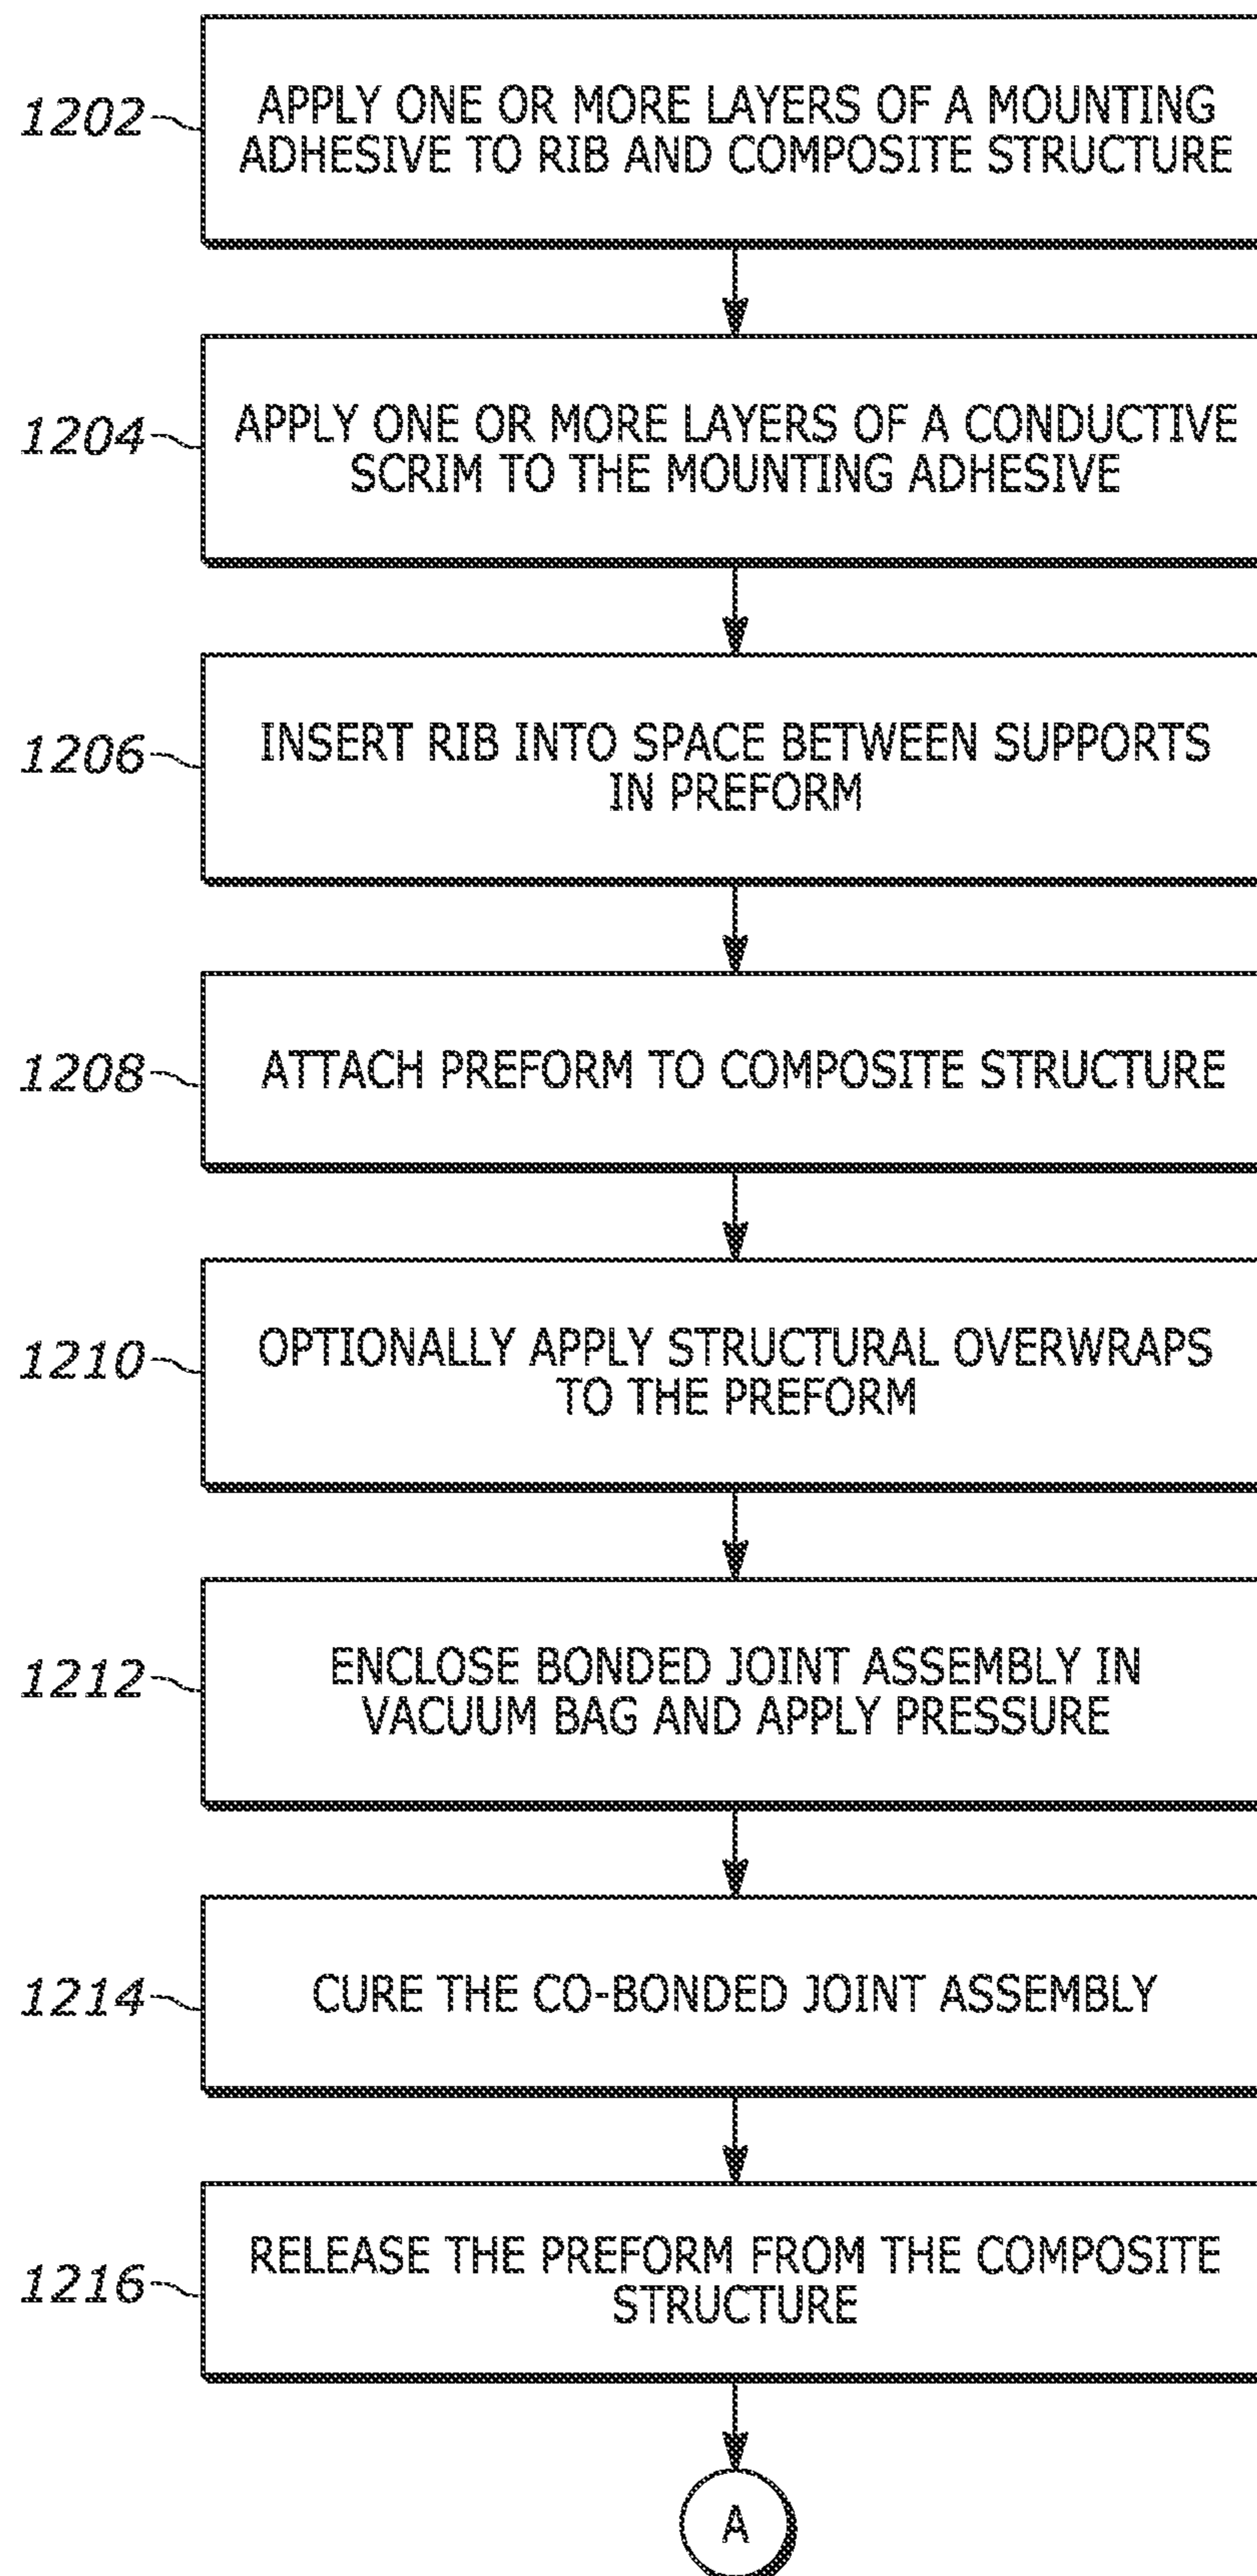 1202
APPLY ONE OR MORE LAYERS OF A MOUNTING
ADHESIVE TO RIB AND COMPOSITE STRUCTURE
1204
APPLY ONE OR MORE LAYERS OF A CONDUCTIVE
SCRIM TO THE MOUNTING ADHESIVE
1206
INSERT RIB INTO SPACE BETWEEN SUPPORTS
IN PREFORM
1208
ATTACH PREFORM TO COMPOSITE STRUCTURE
1210
OPTIONALLY APPLY STRUCTURAL OVERWRAPS
TO THE PREFORM
1212
ENCLOSE BONDED JOINT ASSEMBLY IN
VACUUM BAG AND APPLY PRESSURE
1214
CURE THE CO-BONDED JOINT ASSEMBLY
1216
RELEASE THE PREFORM FROM THE COMPOSITE
STRUCTURE
A